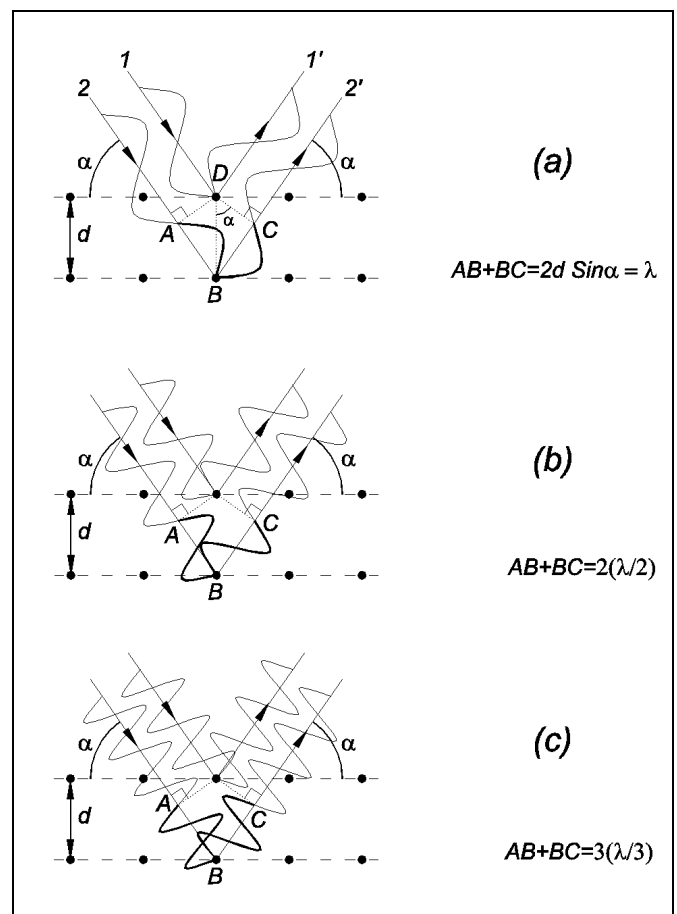 1 1'
2 2'
α D α
(a)
d A α C
AB+BC=2d Sinα = λ
B
α α
(b)
d A C
AB+BC=2(λ/2)
B
α α
(c)
A C
d
AB+BC=3(λ/3)
B